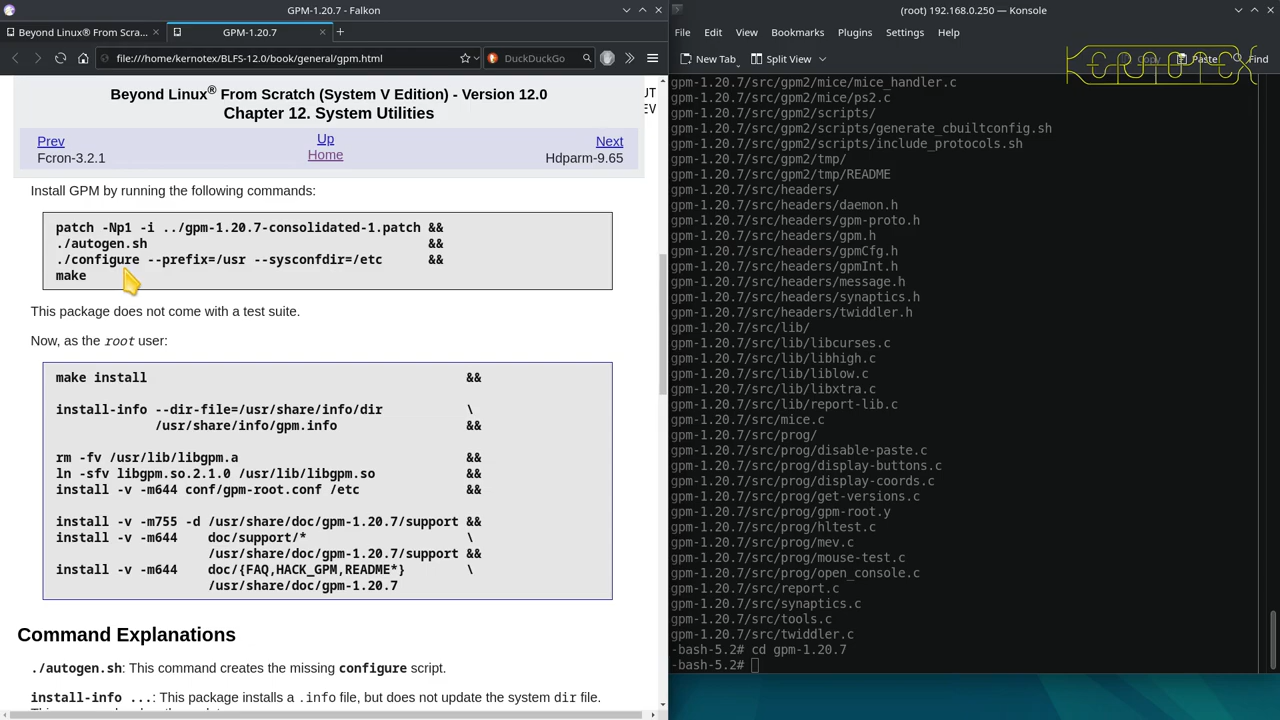 GPM-1.20.7 - Falkon
Beyond Linux® From Scra...
GPM-1.20.7
file:///home/kernotex/BLFS-12.0/book/general/gpm.html
DuckDuckGo
Beyond Linux® From Scratch (System V Edition) - Version 12.0
Chapter 12. System Utilities
Prev
Up
Next
Fcron-3.2.1
Home
Hdparm-9.65
Install GPM by running the following commands:
patch -Np1 -i ../gpm-1.20.7-consolidated-1.patch &&
./autogen.sh &&
./configure --prefix=/usr --sysconfdir=/etc &&
make
This package does not come with a test suite.
Now, as the root user:
make install &&
install-info --dir-file=/usr/share/info/dir \
/usr/share/info/gpm.info &&
rm -fv /usr/lib/libgpm.a &&
ln -sfv libgpm.so.2.1.0 /usr/lib/libgpm.so &&
install -v -m644 conf/gpm-root.conf /etc &&
install -v -m755 -d /usr/share/doc/gpm-1.20.7/support &&
install -v -m644 doc/support/* \
/usr/share/doc/gpm-1.20.7/support &&
install -v -m644 doc/{FAQ,HACK_GPM,README*} \
/usr/share/doc/gpm-1.20.7
Command Explanations
./autogen.sh: This command creates the missing configure script.
install-info ...: This package installs a .info file, but does not update the system dir file.
(root) 192.168.0.250 — Konsole
File Edit View Bookmarks Plugins Settings Help
New Tab Split View Copy Paste Find
KERNOTEX
gpm-1.20.7/src/gpm2/mice/mice_handler.c
gpm-1.20.7/src/gpm2/mice/ps2.c
gpm-1.20.7/src/gpm2/scripts/
gpm-1.20.7/src/gpm2/scripts/generate_cbuiltconfig.sh
gpm-1.20.7/src/gpm2/scripts/include_protocols.sh
gpm-1.20.7/src/gpm2/tmp/
gpm-1.20.7/src/gpm2/tmp/README
gpm-1.20.7/src/headers/
gpm-1.20.7/src/headers/daemon.h
gpm-1.20.7/src/headers/gpm-proto.h
gpm-1.20.7/src/headers/gpm.h
gpm-1.20.7/src/headers/gpmCfg.h
gpm-1.20.7/src/headers/gpmInt.h
gpm-1.20.7/src/headers/message.h
gpm-1.20.7/src/headers/synaptics.h
gpm-1.20.7/src/headers/twiddler.h
gpm-1.20.7/src/lib/
gpm-1.20.7/src/lib/libcurses.c
gpm-1.20.7/src/lib/libhigh.c
gpm-1.20.7/src/lib/liblow.c
gpm-1.20.7/src/lib/libxtra.c
gpm-1.20.7/src/lib/report-lib.c
gpm-1.20.7/src/mice.c
gpm-1.20.7/src/prog/
gpm-1.20.7/src/prog/disable-paste.c
gpm-1.20.7/src/prog/display-buttons.c
gpm-1.20.7/src/prog/display-coords.c
gpm-1.20.7/src/prog/get-versions.c
gpm-1.20.7/src/prog/gpm-root.y
gpm-1.20.7/src/prog/hltest.c
gpm-1.20.7/src/prog/mev.c
gpm-1.20.7/src/prog/mouse-test.c
gpm-1.20.7/src/prog/open_console.c
gpm-1.20.7/src/report.c
gpm-1.20.7/src/synaptics.c
gpm-1.20.7/src/tools.c
gpm-1.20.7/src/twiddler.c
-bash-5.2# cd gpm-1.20.7
-bash-5.2#